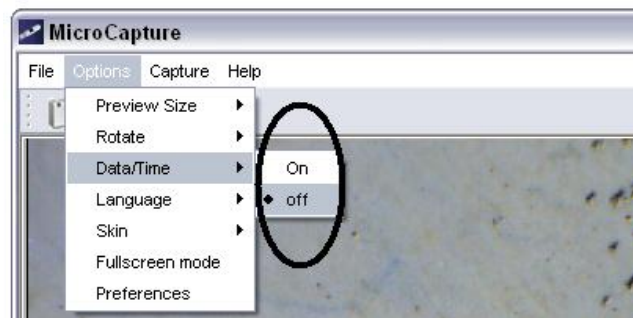 MicroCapture
File Options Capture Help
Preview Size
Rotate
Data/Time
On
Language
off
Skin
Fullscreen mode
Preferences